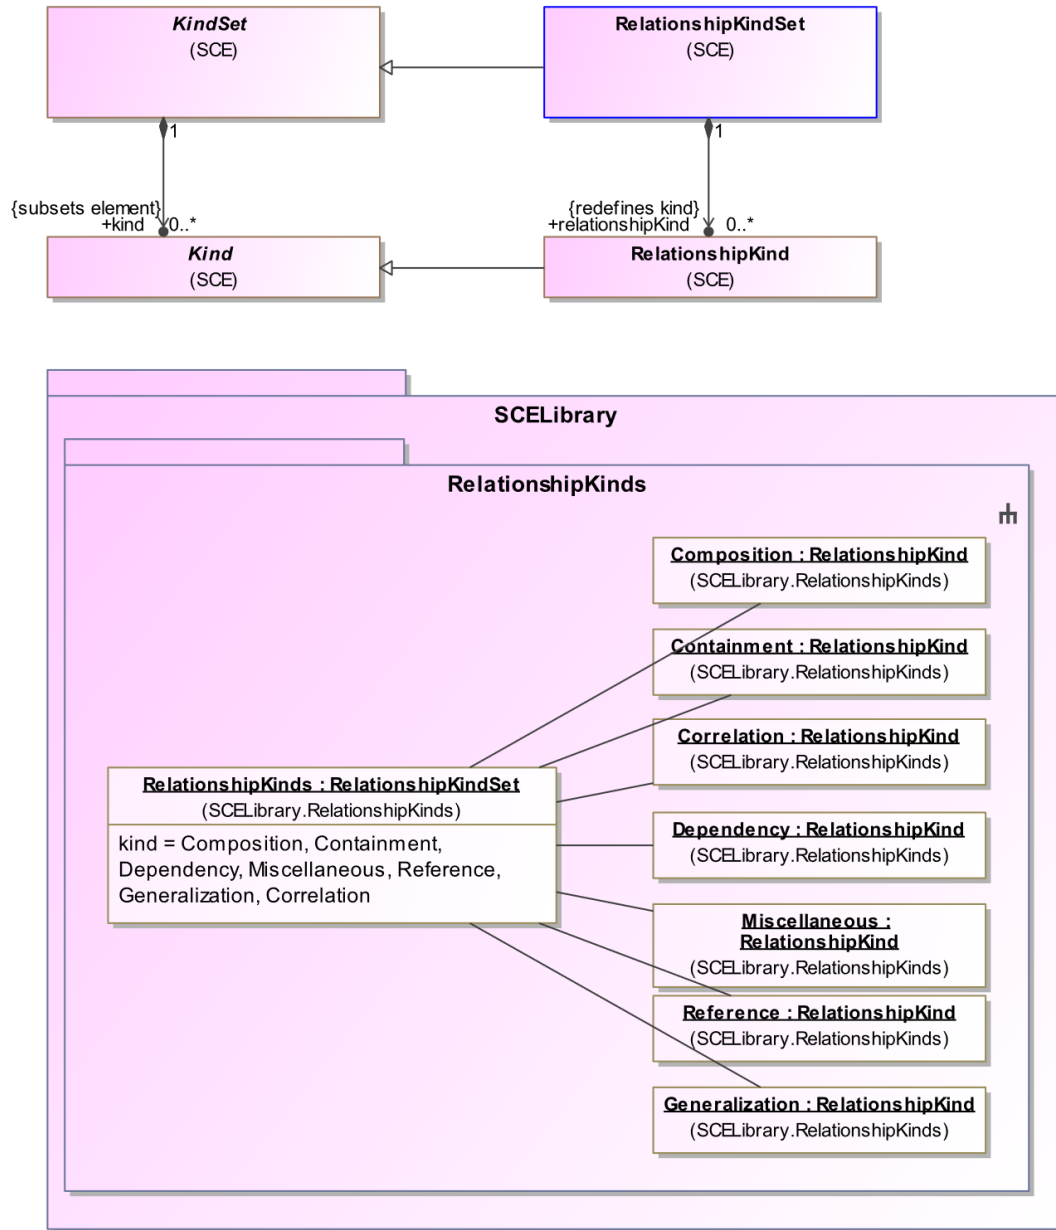 KindSet
(SCE)
RelationshipKindSet
(SCE)
1
1
{subsets element}
+kind
0..*
{redefines kind}
+relationshipKind
0..*
Kind
(SCE)
RelationshipKind
(SCE)
SCELibrary
RelationshipKinds
Composition : RelationshipKind
(SCELibrary.RelationshipKinds)
Containment : RelationshipKind
(SCELibrary.RelationshipKinds)
Correlation : RelationshipKind
(SCELibrary.RelationshipKinds)
RelationshipKinds : RelationshipKindSet
(SCELibrary.RelationshipKinds)
kind = Composition, Containment,
Dependency, Miscellaneous, Reference,
Generalization, Correlation
Dependency : RelationshipKind
(SCELibrary.RelationshipKinds)
Miscellaneous :
RelationshipKind
(SCELibrary.RelationshipKinds)
Reference : RelationshipKind
(SCELibrary.RelationshipKinds)
Generalization : RelationshipKind
(SCELibrary.RelationshipKinds)